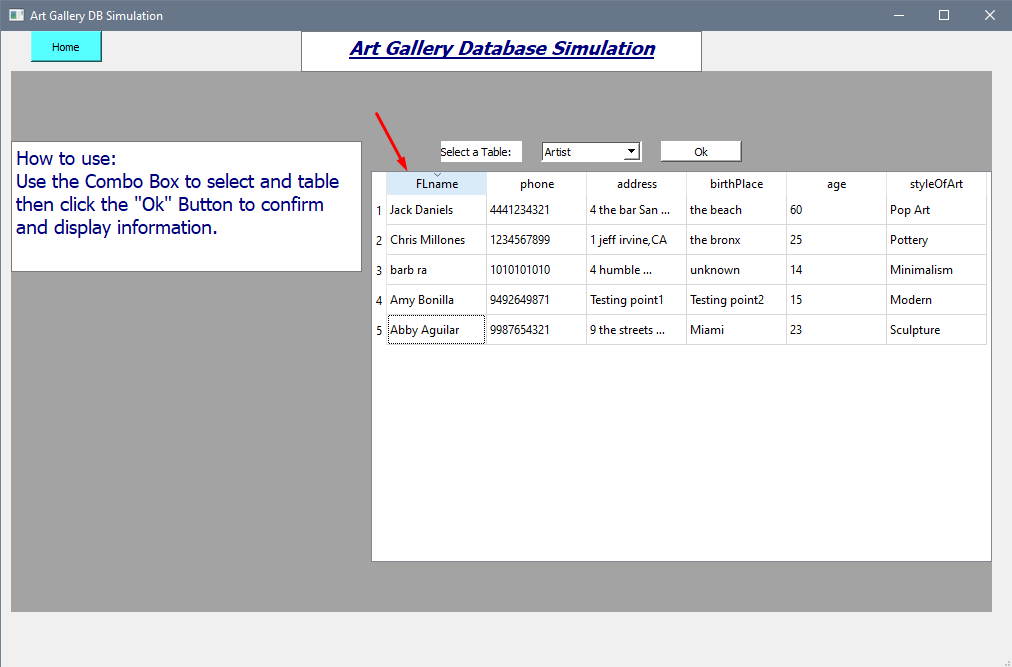 Art Gallery DB Simulation
Home
Art Gallery Database Simulation
How to use:
Use the Combo Box to select and table
then click the "Ok" Button to confirm
and display information.
Select a Table: Artist Ok
FLname phone address birthPlace age styleOfArt
1 Jack Daniels 4441234321 4 the bar San ... the beach 60 Pop Art
2 Chris Millones 1234567899 1 jeff irvine,CA the bronx 25 Pottery
3 barb ra 1010101010 4 humble ... unknown 14 Minimalism
4 Amy Bonilla 9492649871 Testing point1 Testing point2 15 Modern
5 Abby Aguilar 9987654321 9 the streets ... Miami 23 Sculpture